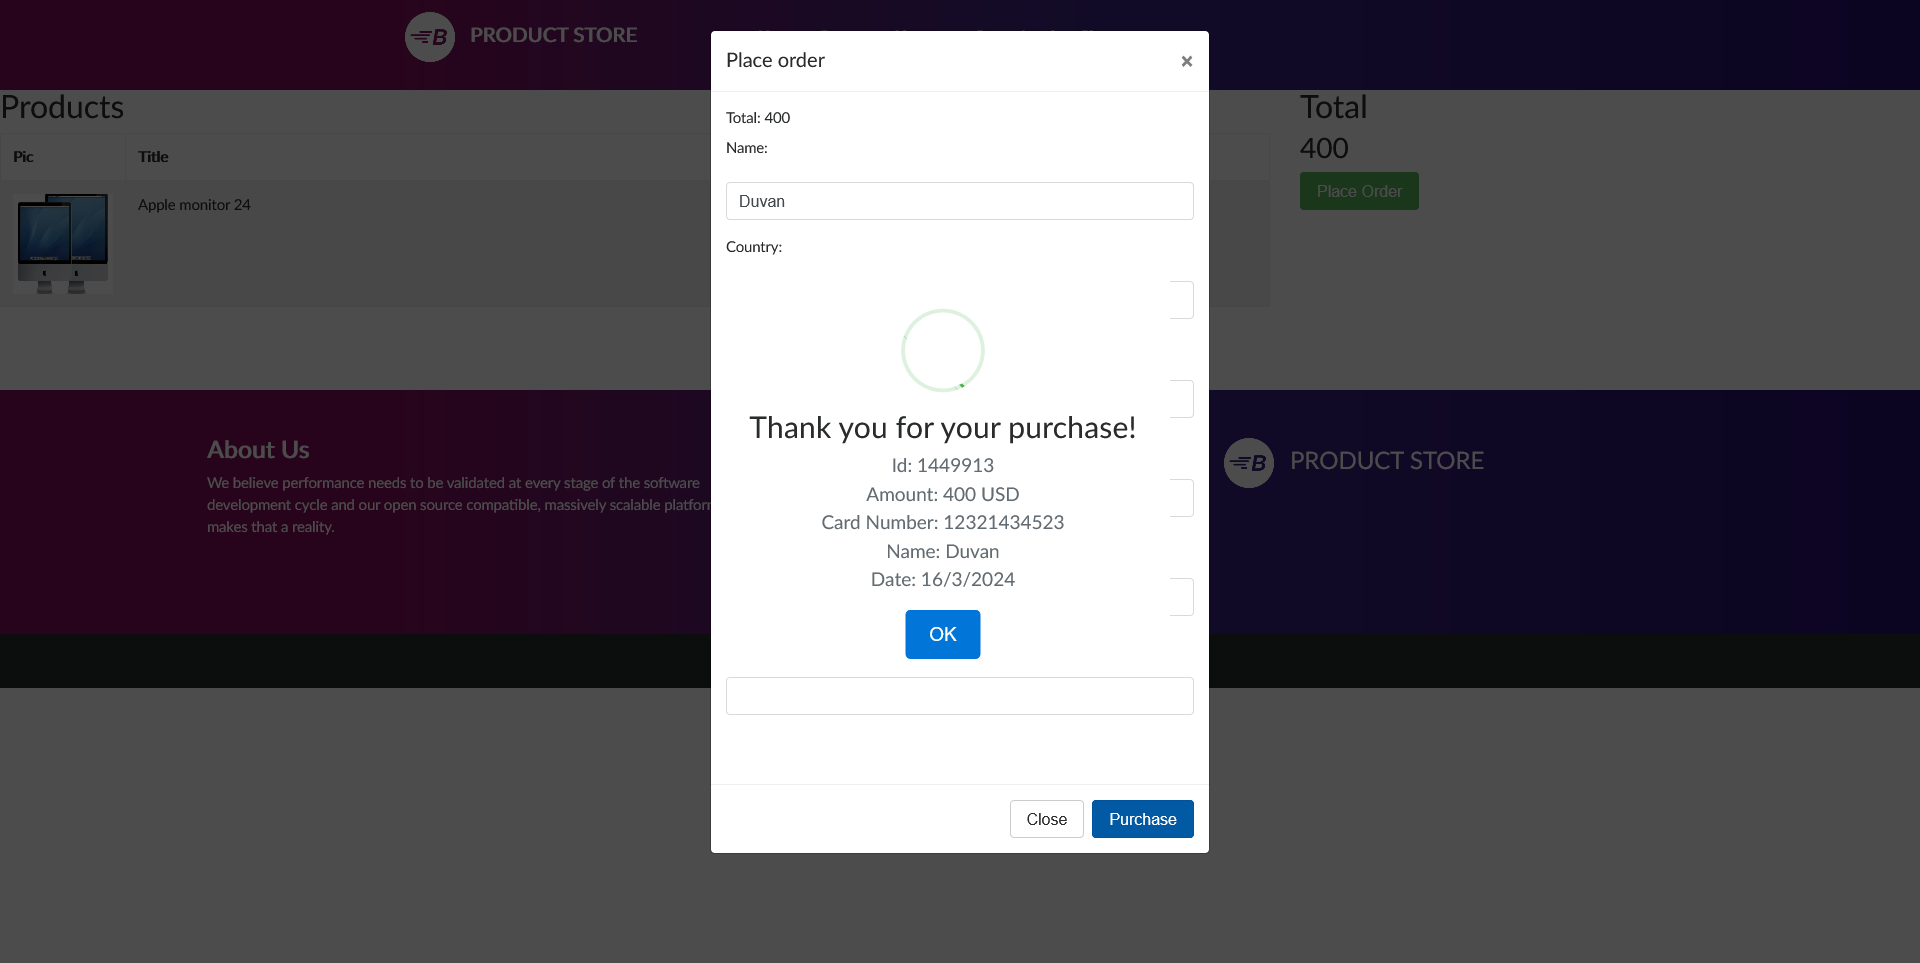 B PRODUCT STORE
Place order
×
Products
Pic
Title
Apple monitor 24
Total: 400
Name:
Duvan
Country:
Thank you for your purchase!
Id: 1449913
Amount: 400 USD
Card Number: 12321434523
Name: Duvan
Date: 16/3/2024
OK
Close
Purchase
Total
400
Place Order
About Us
We believe performance needs to be validated at every stage of the software
development cycle and our open source compatible, massively scalable platfor
makes that a reality.
B PRODUCT STORE